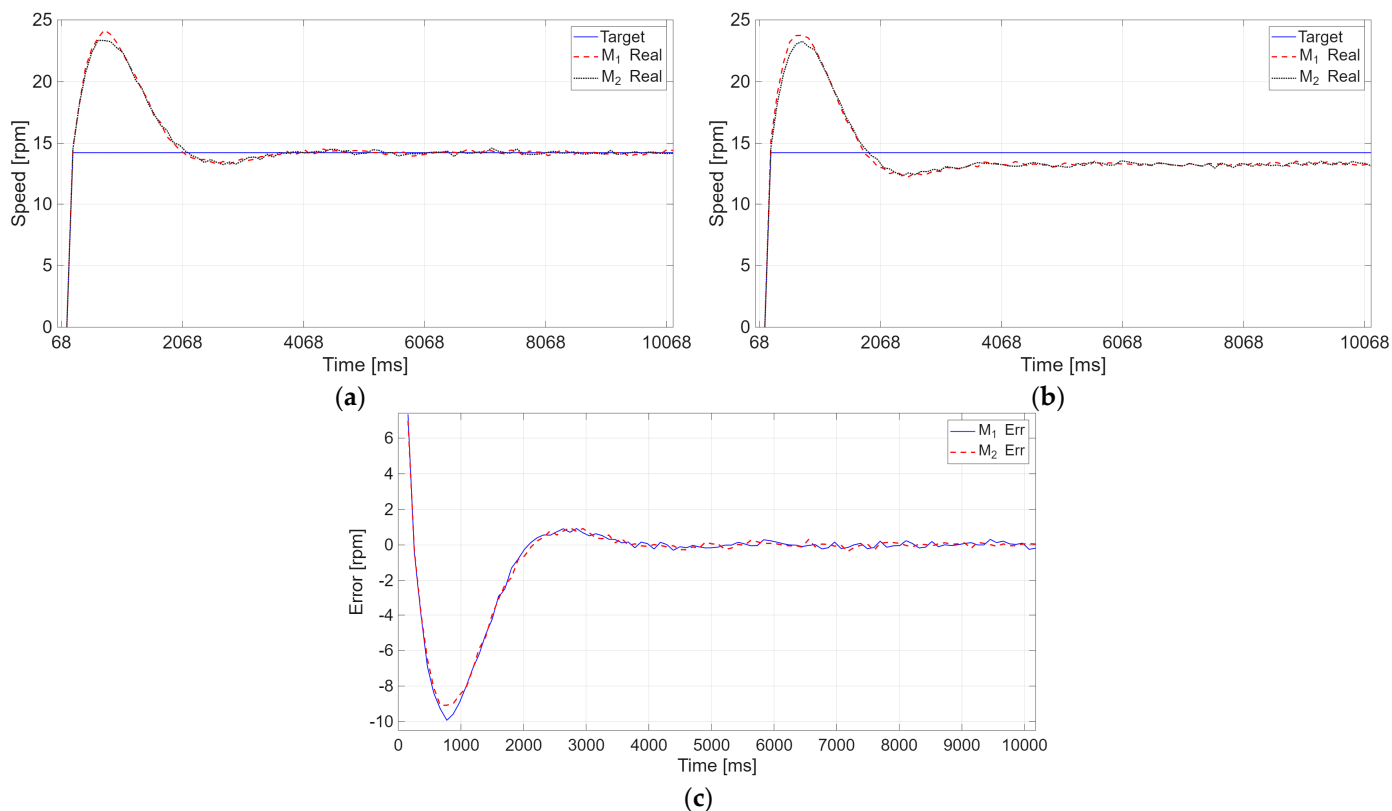 25
20
15
10
5
0
Speed [rpm]
68
2068
4068
6068
8068
10068
Time [ms]
Target
M₁ Real
M₂ Real
(a)
25
20
15
10
5
0
Speed [rpm]
68
2068
4068
6068
8068
10068
Time [ms]
Target
M₁ Real
M₂ Real
(b)
6
4
2
0
-2
-4
-6
-8
-10
Error [rpm]
0
1000
2000
3000
4000
5000
6000
7000
8000
9000
10000
Time [ms]
M₁ Err
M₂ Err
(c)